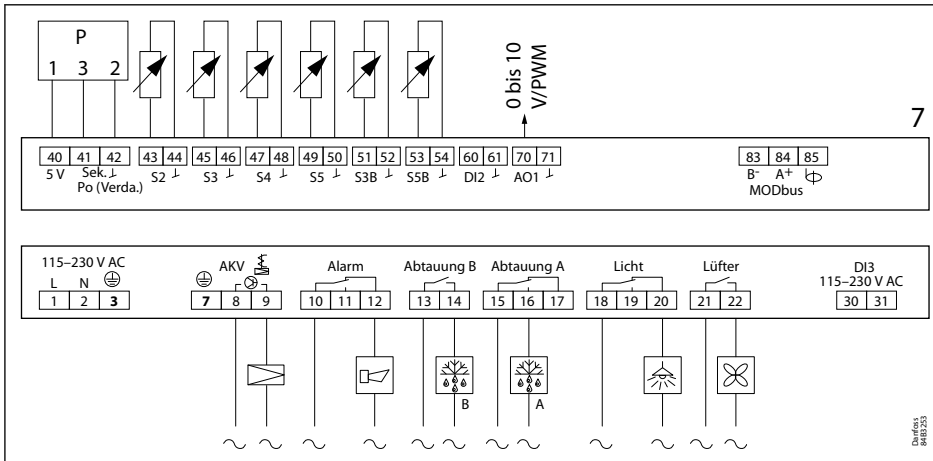 P
1 3 2
0 bis 10
V/PWM
7
40 41 42 43 44 45 46 47 48 49 50 51 52 53 54 60 61 70 71 83 84 85
5 V Sek. S2 S3 S4 S5 S3B S5B DI2 AO1 B- A+
Po (Verda.) MODbus
115–230 V AC AKV Alarm Abtauung B Abtauung A Licht Lüfter DI3
L N 115–230 V AC
1 2 3 7 8 9 10 11 12 13 14 15 16 17 18 19 20 21 22 30 31
B A
Danfoss
84B3253